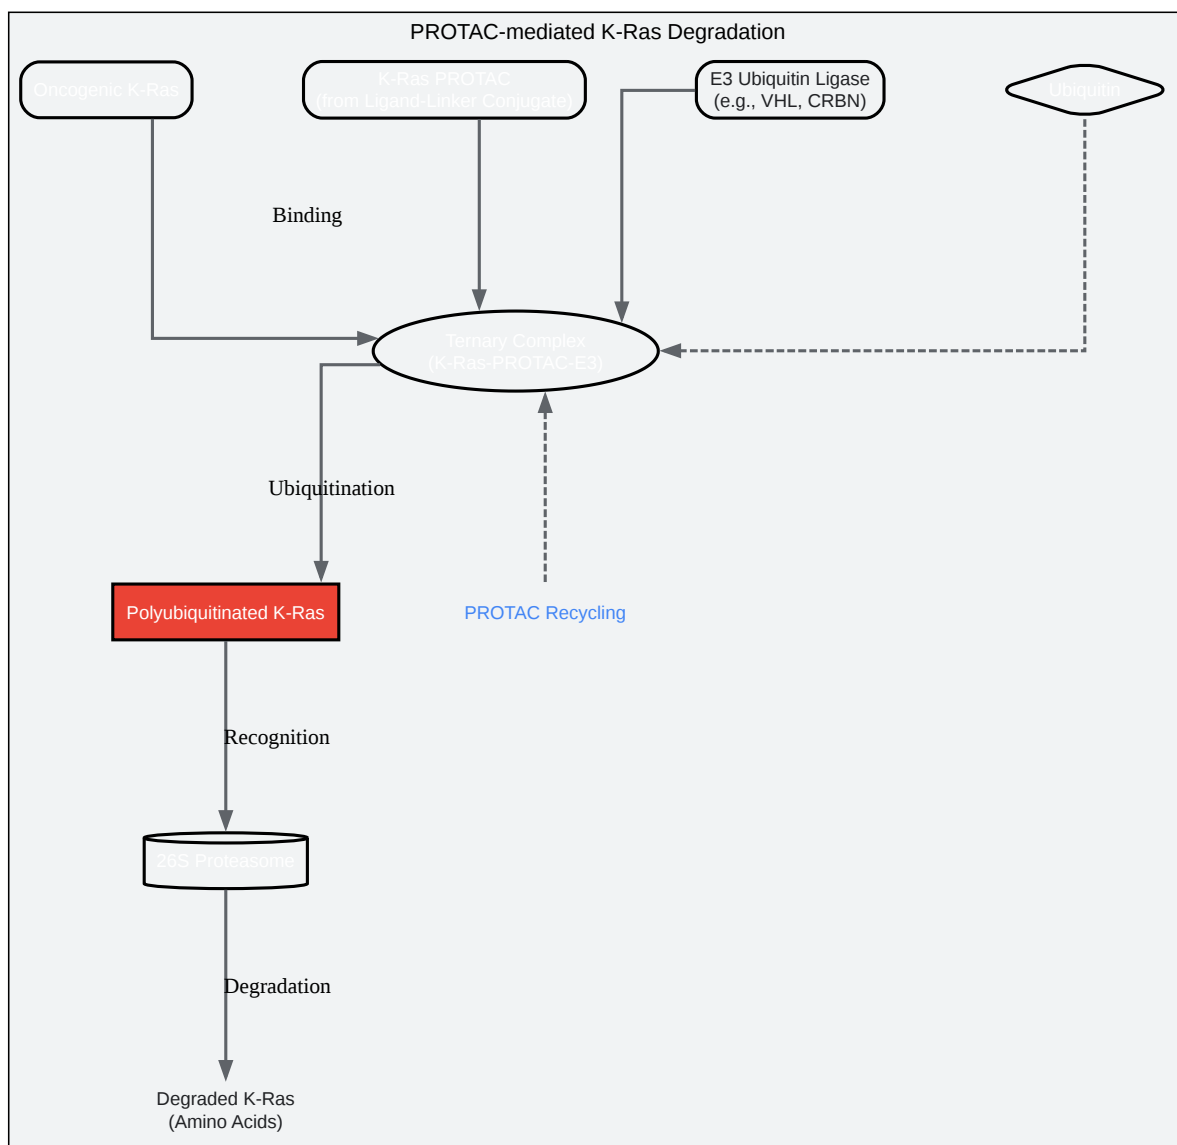 PROTAC-mediated K-Ras Degradation
Oncogenic K-Ras
K-Ras PROTAC
(from Ligand-Linker Conjugate)
E3 Ubiquitin Ligase
(e.g., VHL, CRBN)
Ubiquitin
Binding
Ternary Complex
(K-Ras-PROTAC-E3)
Ubiquitination
Polyubiquitinated K-Ras
PROTAC Recycling
Recognition
26S Proteasome
Degradation
Degraded K-Ras
(Amino Acids)